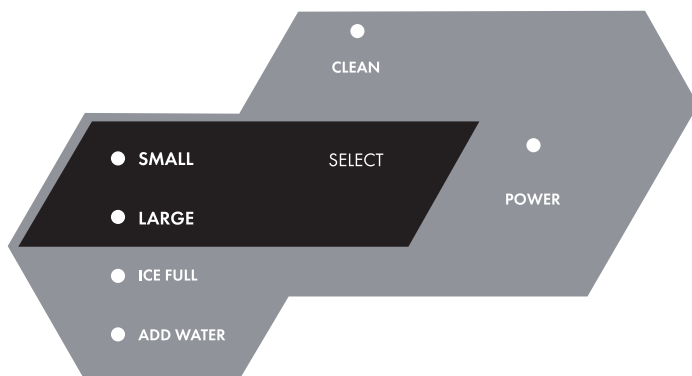 CLEAN
SMALL
SELECT
POWER
LARGE
ICE FULL
ADD WATER